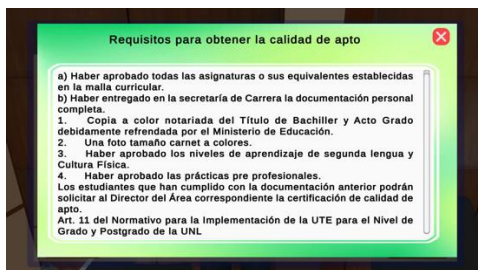 Requisitos para obtener la calidad de apto
a) Haber aprobado todas las asignaturas o sus equivalentes establecidas
en la malla curricular.
b) Haber entregado en la secretaría de Carrera la documentación personal
completa.
1. Copia a color notariada del Título de Bachiller y Acto Grado
debidamente refrendada por el Ministerio de Educación.
2. Una foto tamaño carnet a colores.
3. Haber aprobado los niveles de aprendizaje de segunda lengua y
Cultura Física.
4. Haber aprobado las prácticas pre profesionales.
Los estudiantes que han cumplido con la documentación anterior podrán
solicitar al Director del Área correspondiente la certificación de calidad de
apto.
Art. 11 del Normativo para la Implementación de la UTE para el Nivel de
Grado y Postgrado de la UNL